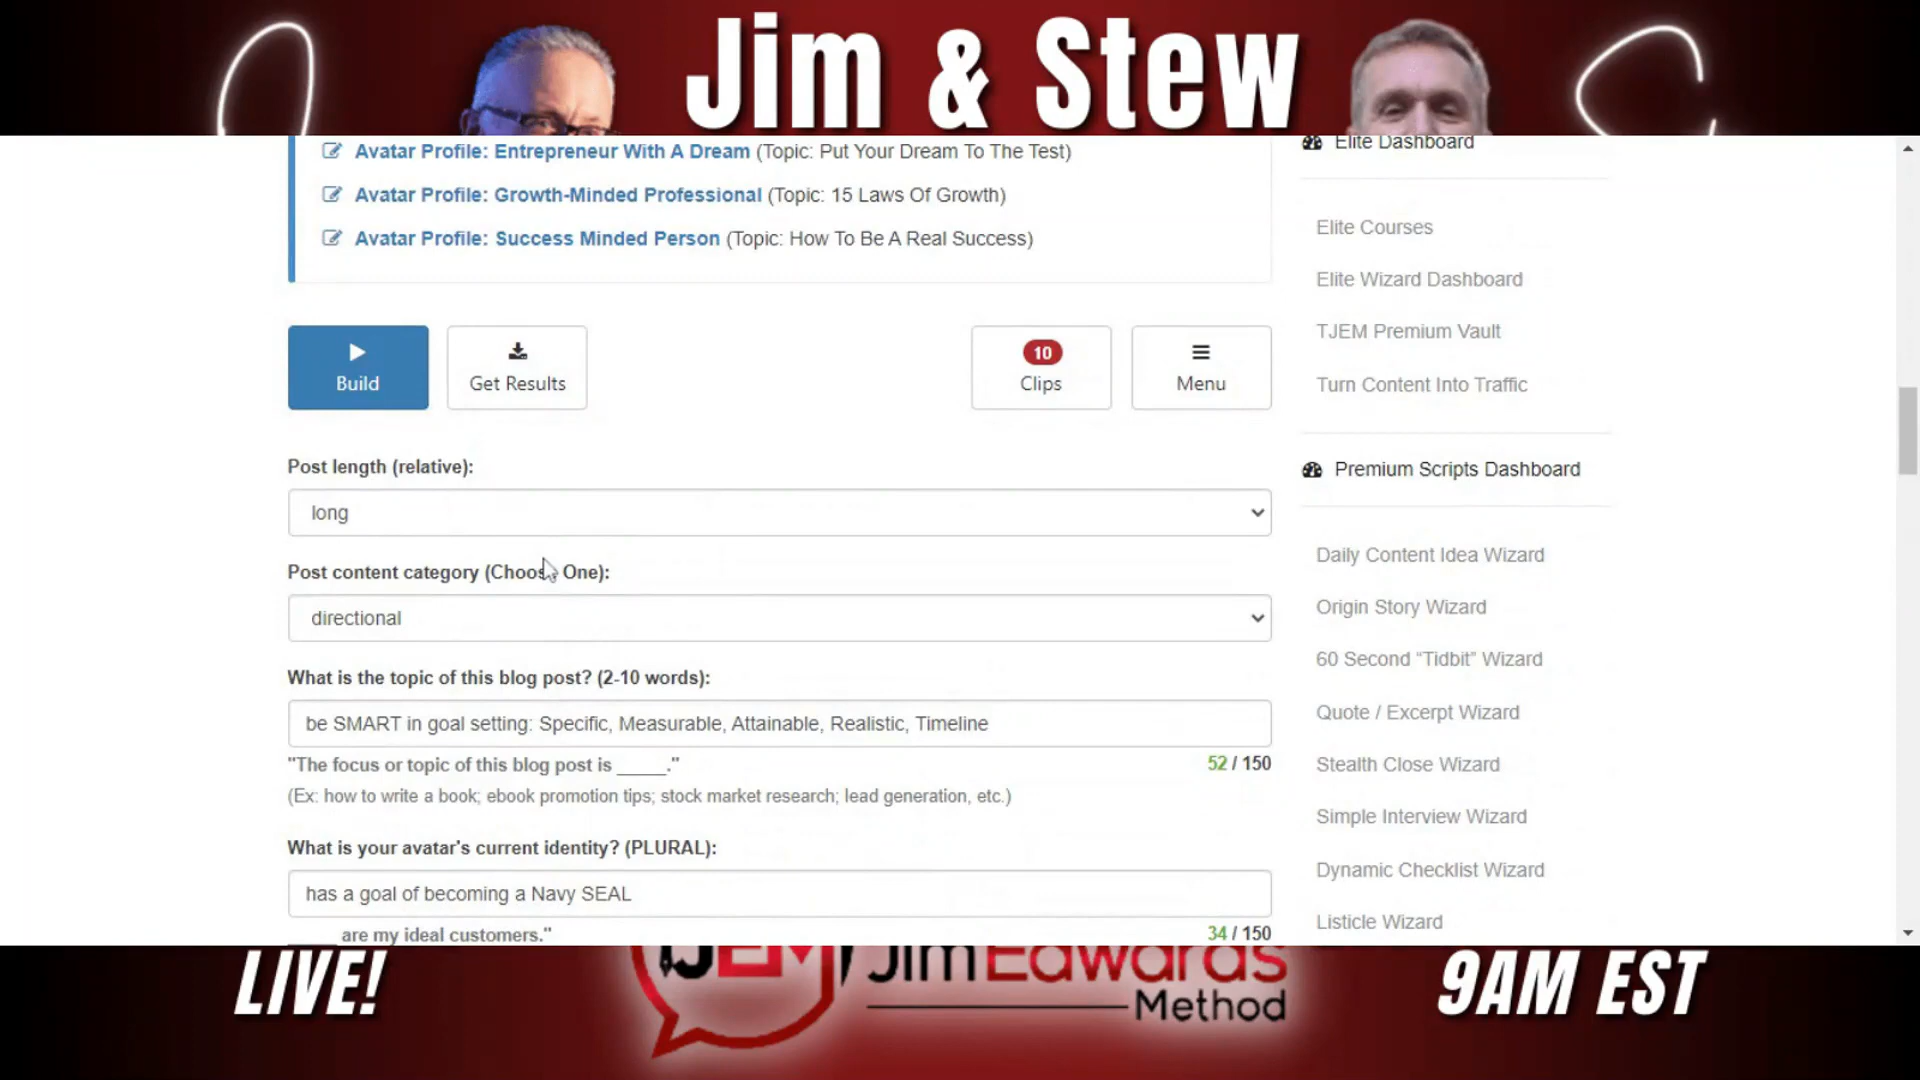 Jim & Stew
Avatar Profile: Entrepreneur With A Dream (Topic: Put Your Dream To The Test)
Avatar Profile: Growth-Minded Professional (Topic: 15 Laws Of Growth)
Avatar Profile: Success Minded Person (Topic: How To Be A Real Success)
Build
Get Results
10
Clips
Menu
Post length (relative):
long
Post content category (Choose One):
directional
What is the topic of this blog post? (2-10 words):
be SMART in goal setting: Specific, Measurable, Attainable, Realistic, Timeline
"The focus or topic of this blog post is _____."
52 / 150
(Ex: how to write a book; ebook promotion tips; stock market research; lead generation, etc.)
What is your avatar's current identity? (PLURAL):
has a goal of becoming a Navy SEAL
are my ideal customers."
34 / 150
Elite Dashboard
Elite Courses
Elite Wizard Dashboard
TJEM Premium Vault
Turn Content Into Traffic
Premium Scripts Dashboard
Daily Content Idea Wizard
Origin Story Wizard
60 Second “Tidbit” Wizard
Quote / Excerpt Wizard
Stealth Close Wizard
Simple Interview Wizard
Dynamic Checklist Wizard
Listicle Wizard
LIVE!
TJEM
Jim Edwards
Method
9AM EST